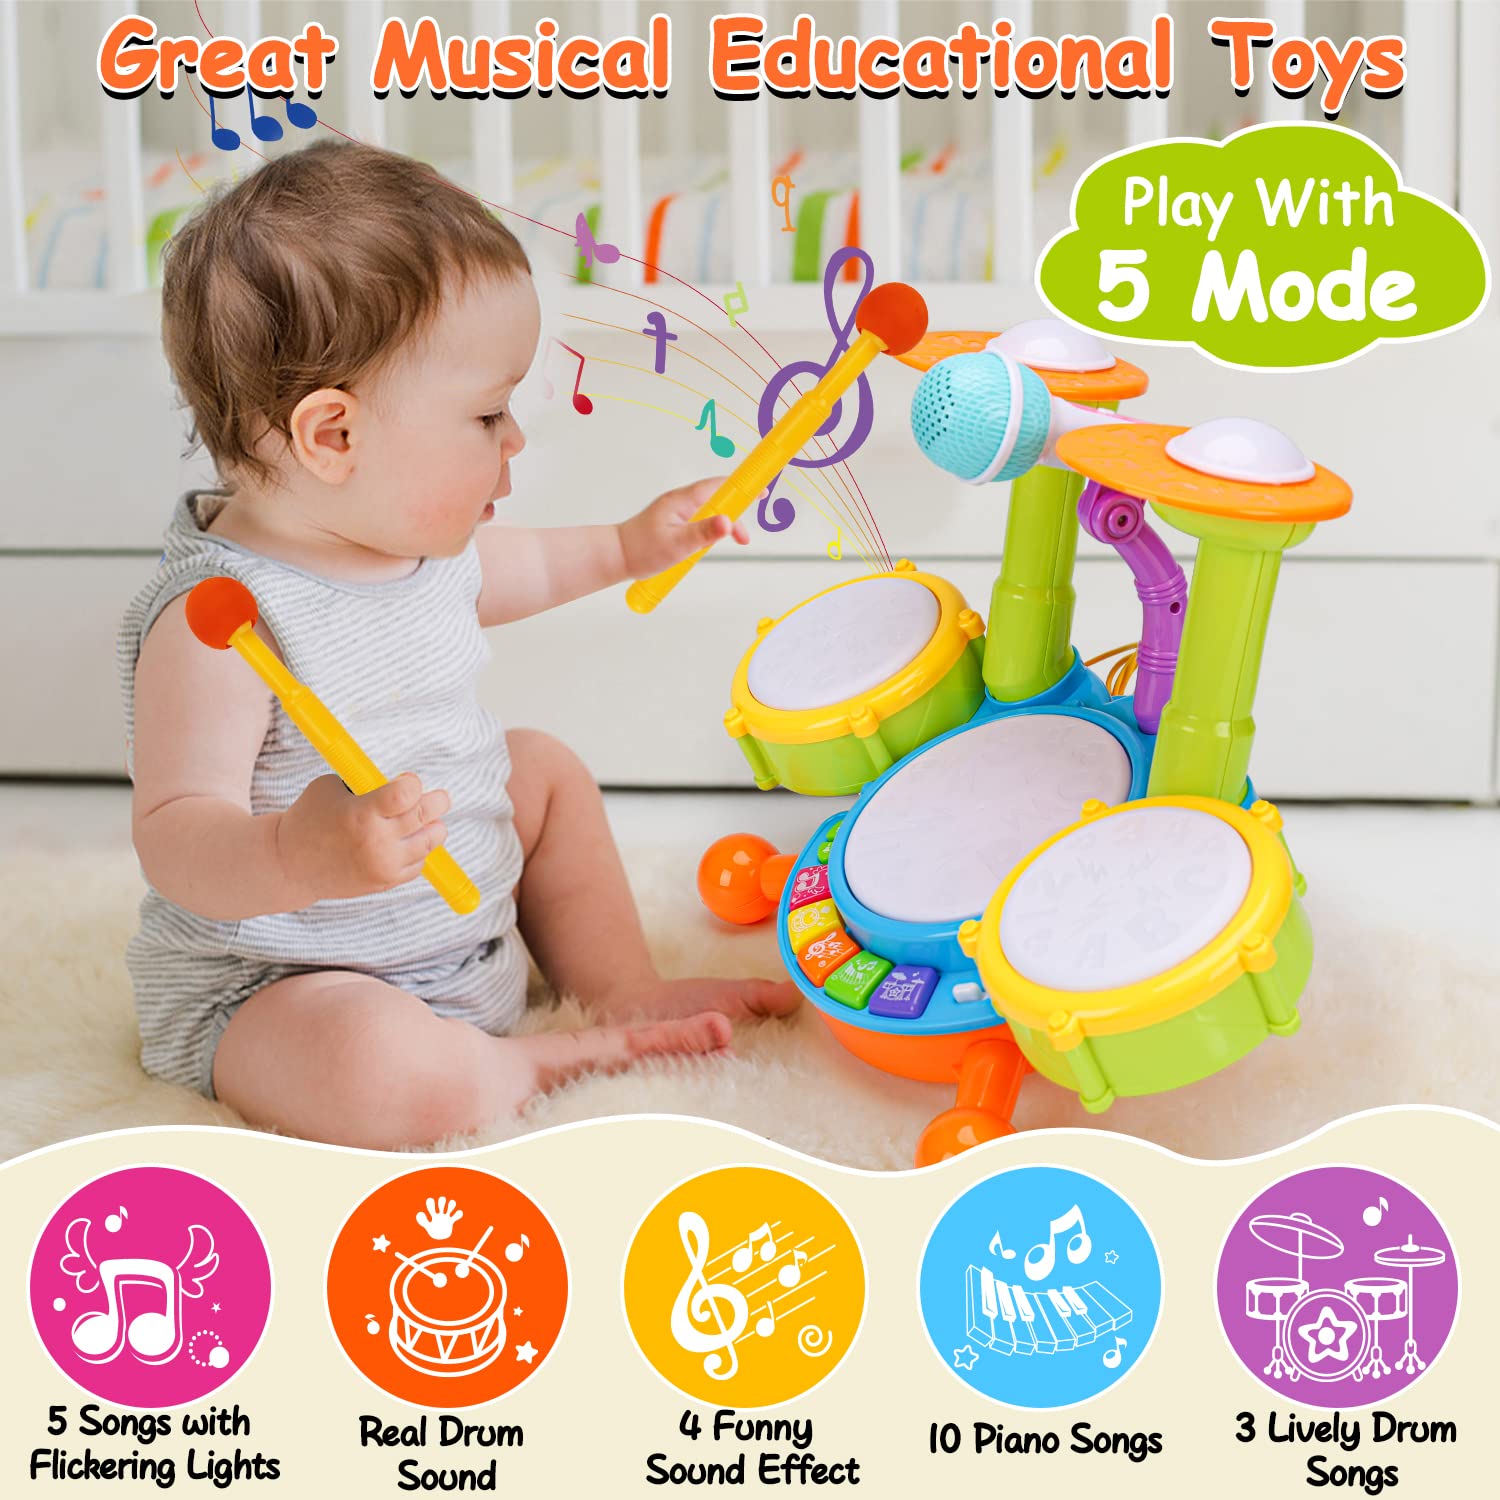 Great Musical Educational Toys
Play With
5 Mode
5 Songs with
Flickering Lights
Real Drum
Sound
4 Funny
Sound Effect
10 Piano Songs
3 Lively Drum
Songs